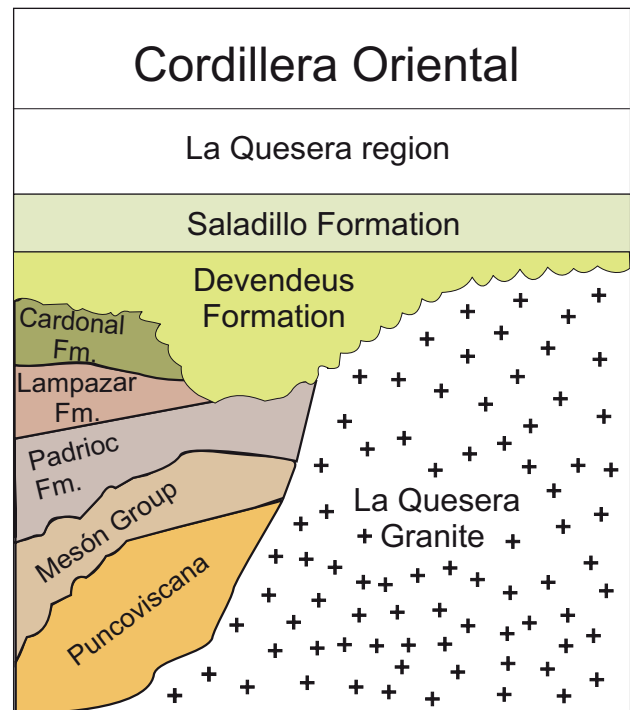 Cordillera Oriental
La Quesera region
Saladillo Formation
Devendeus
Formation
Cardonal
Fm.
Lampazar
Fm.
Padrioc
Fm.
Mesón Group
Puncoviscana
La Quesera
Granite